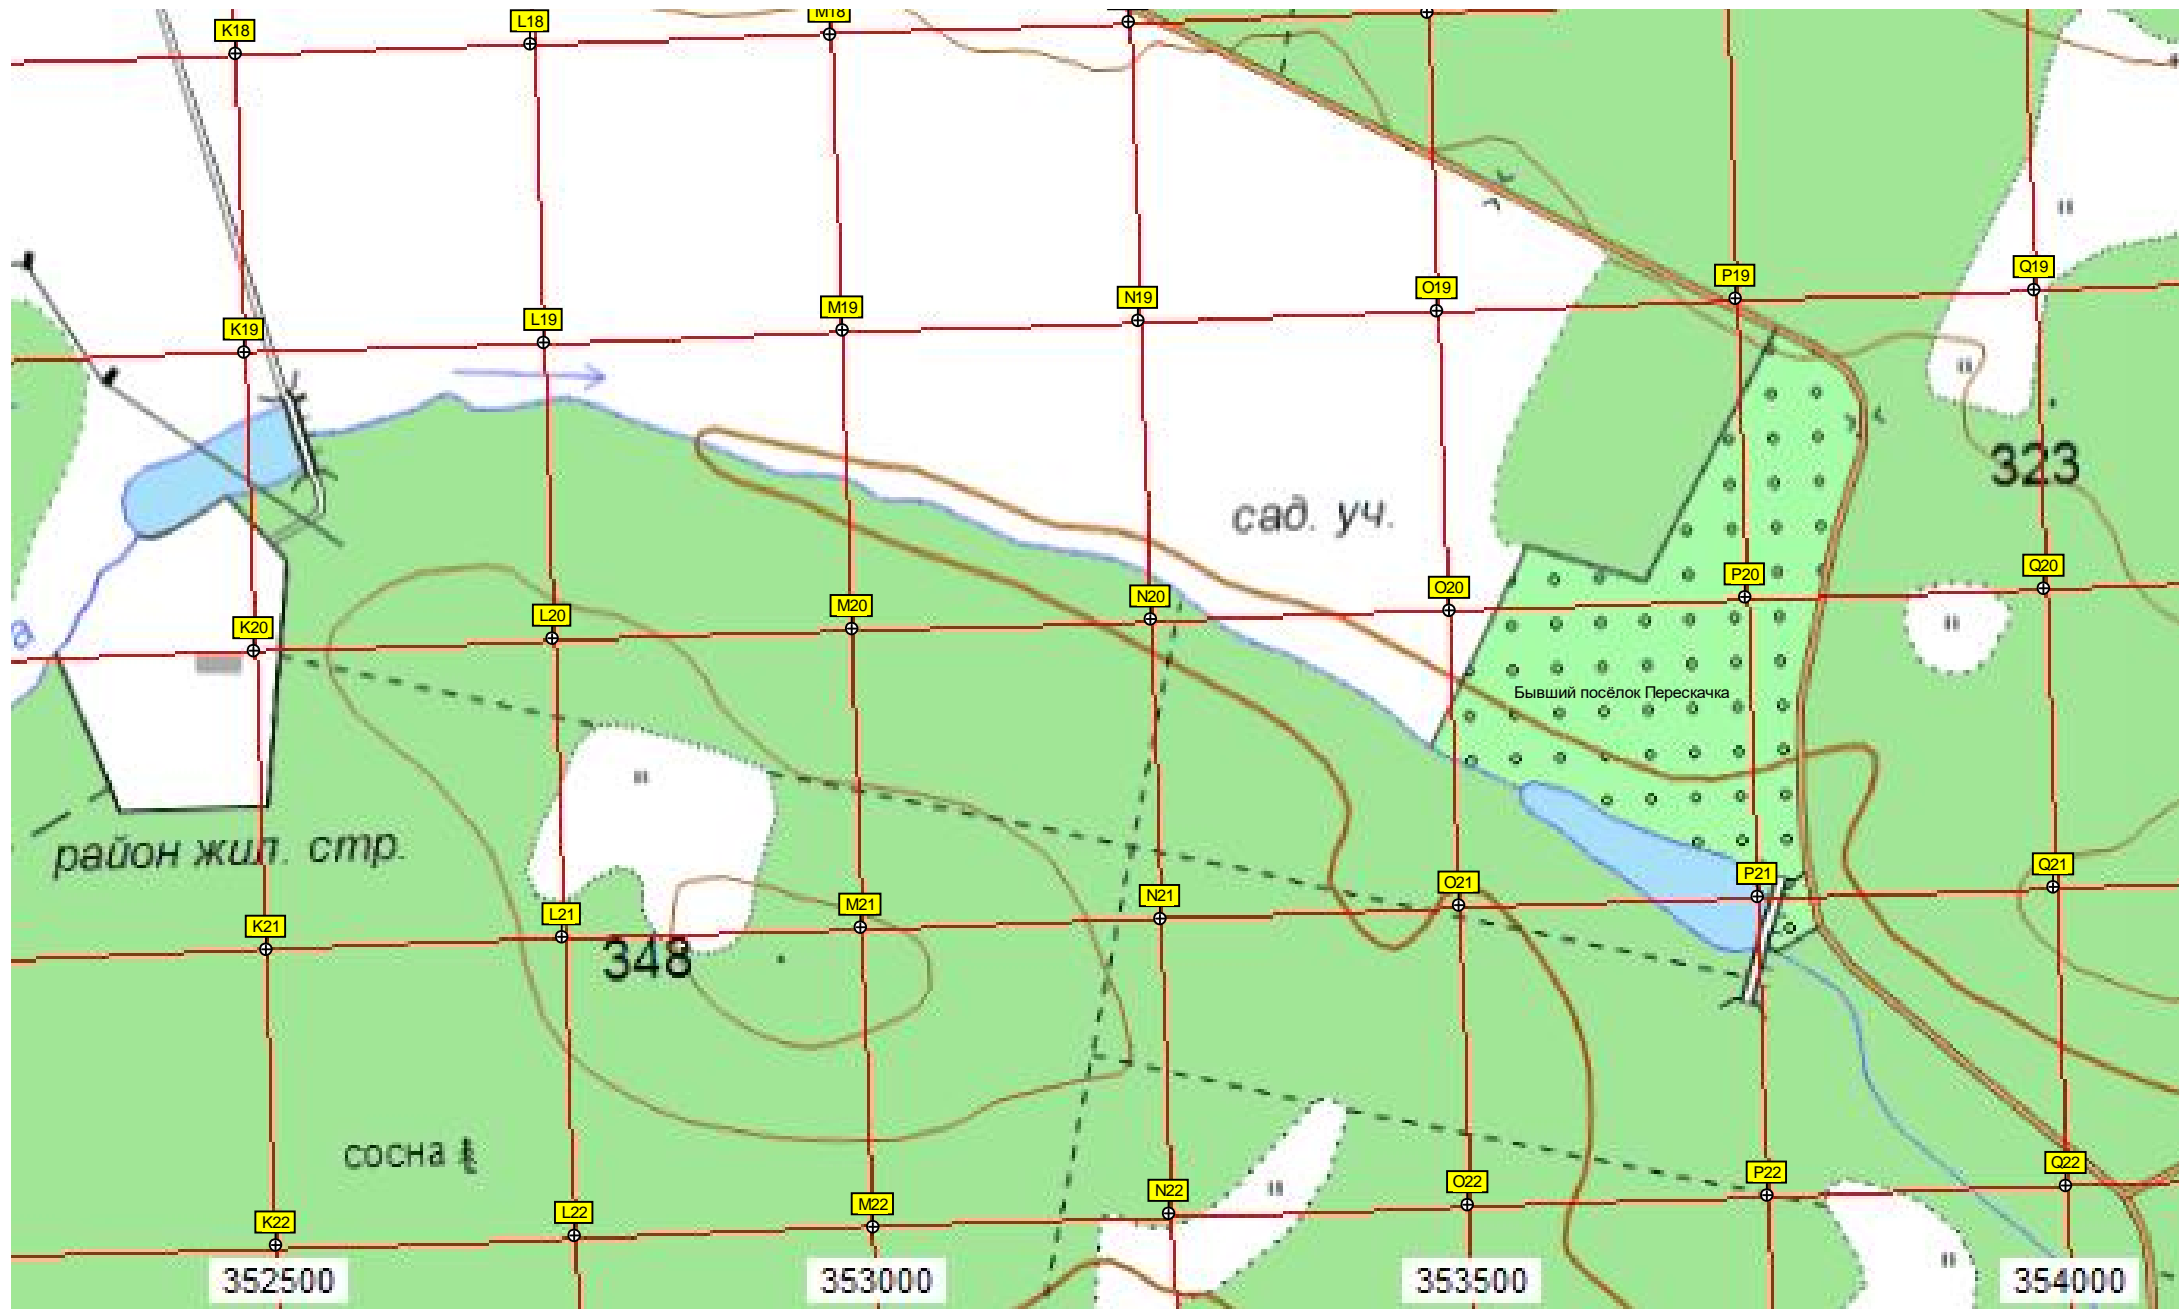 K18
L18
M18
K19
L19
M19
N19
O19
P19
Q19
323
сад. уч.
K20
L20
M20
N20
O20
P20
Q20
Бывший посёлок Перескачка
район жил. стр.
K21
L21
M21
N21
O21
P21
Q21
348
сосна
K22
L22
M22
N22
O22
P22
Q22
352500
353000
353500
354000